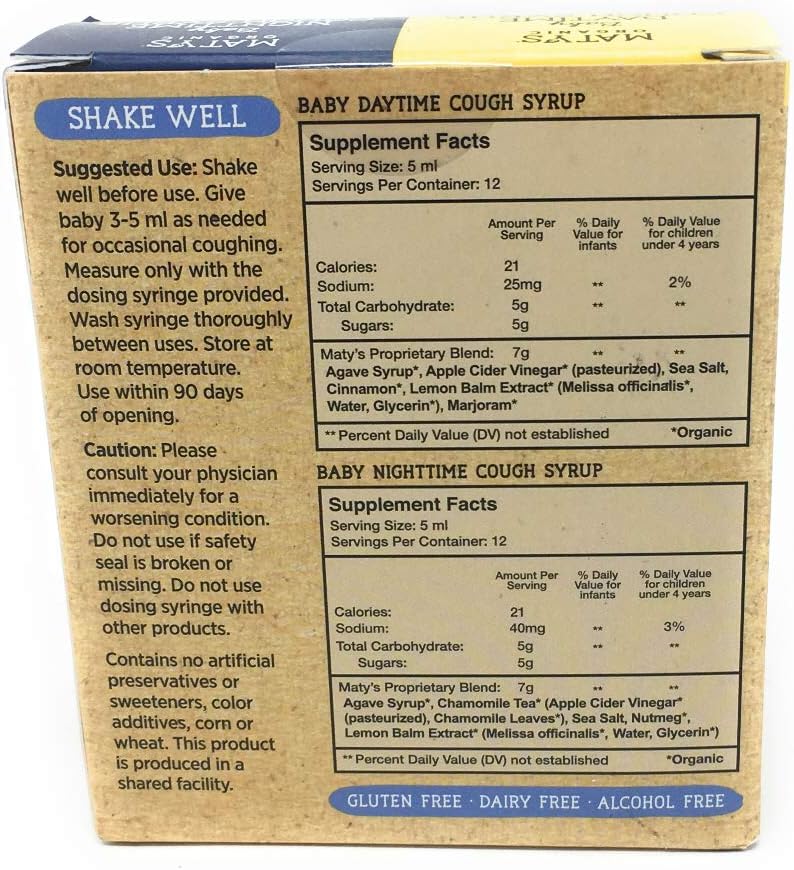 MATY'S
ORGANIC
Baby
NIGHTTIME
MATY'S
ORGANIC
Baby
DAYTIME
SHAKE WELL
Suggested Use: Shake
well before use. Give
baby 3-5 ml as needed
for occasional coughing.
Measure only with the
dosing syringe provided.
Wash syringe thoroughly
between uses. Store at
room temperature.
Use within 90 days
of opening.
Caution: Please
consult your physician
immediately for a
worsening condition.
Do not use if safety
seal is broken or
missing. Do not use
dosing syringe with
other products.
Contains no artificial
preservatives or
sweeteners, color
additives, corn or
wheat. This product
is produced in a
shared facility.
BABY DAYTIME COUGH SYRUP
Supplement Facts
Serving Size: 5 ml
Servings Per Container: 12
Amount Per Serving % Daily Value for infants % Daily Value for children under 4 years
Calories: 21
Sodium: 25mg ** 2%
Total Carbohydrate: 5g ** **
Sugars: 5g
Maty's Proprietary Blend: 7g ** **
Agave Syrup*, Apple Cider Vinegar* (pasteurized), Sea Salt,
Cinnamon*, Lemon Balm Extract* (Melissa officinalis*,
Water, Glycerin*), Marjoram*
** Percent Daily Value (DV) not established *Organic
BABY NIGHTTIME COUGH SYRUP
Supplement Facts
Serving Size: 5 ml
Servings Per Container: 12
Amount Per Serving % Daily Value for infants % Daily Value for children under 4 years
Calories: 21
Sodium: 40mg ** 3%
Total Carbohydrate: 5g ** **
Sugars: 5g
Maty's Proprietary Blend: 7g ** **
Agave Syrup*, Chamomile Tea* (Apple Cider Vinegar*
(pasteurized), Chamomile Leaves*), Sea Salt, Nutmeg*,
Lemon Balm Extract* (Melissa officinalis*, Water, Glycerin*)
** Percent Daily Value (DV) not established *Organic
GLUTEN FREE · DAIRY FREE · ALCOHOL FREE